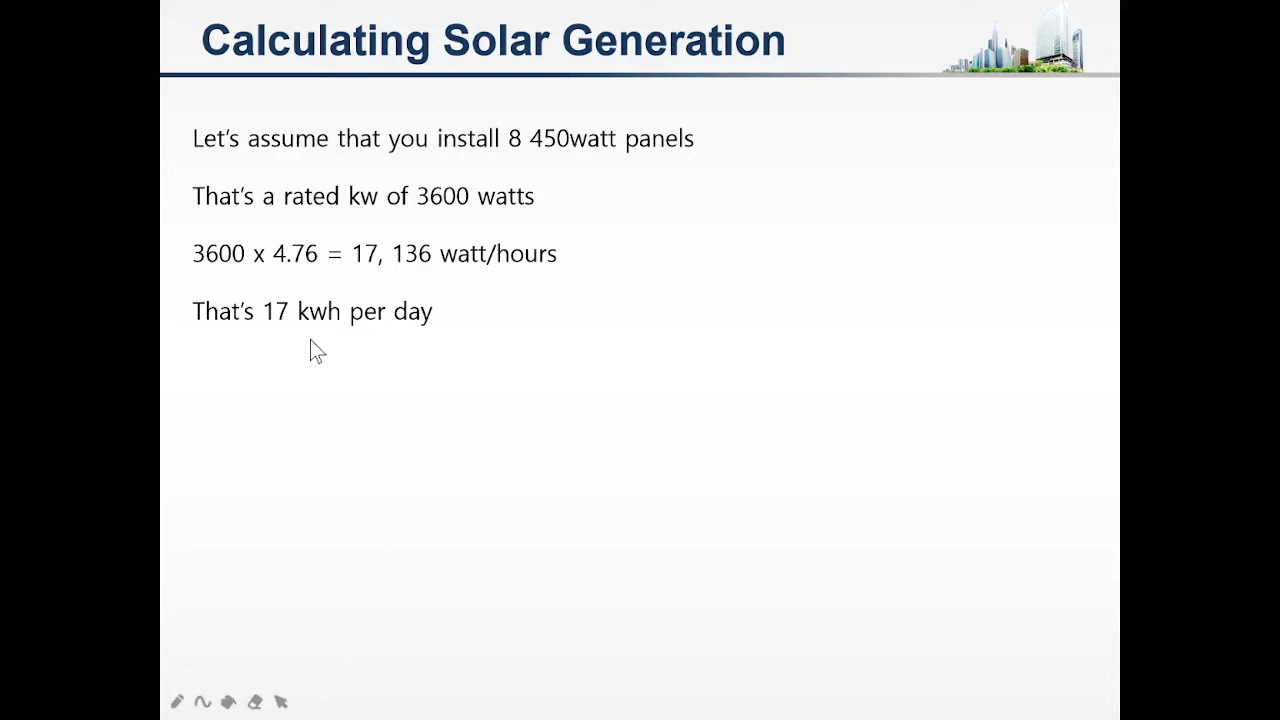 Calculating Solar Generation
Let's assume that you install 8 450watt panels
That's a rated kw of 3600 watts
3600 x 4.76 = 17, 136 watt/hours
That's 17 kwh per day